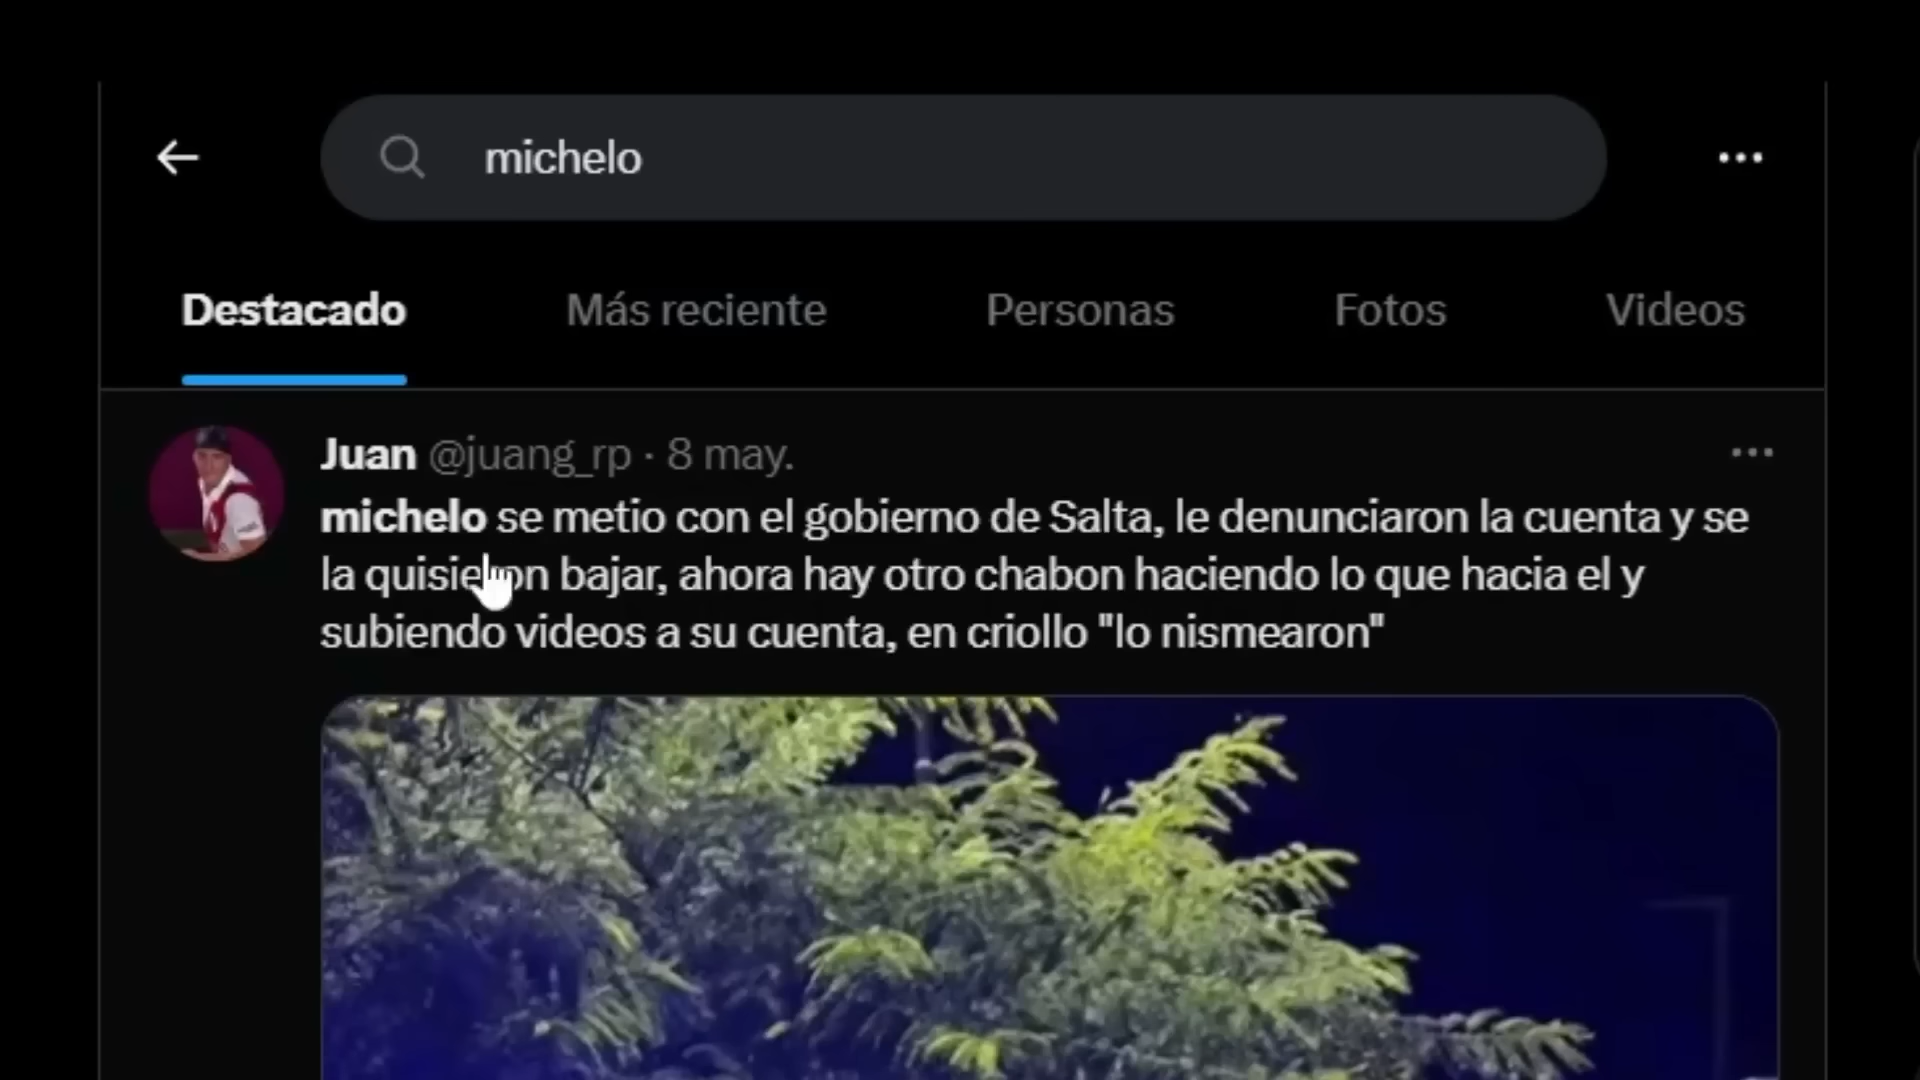 michelo
Destacado Más reciente Personas Fotos Videos
Juan @juang_rp · 8 may.
michelo se metio con el gobierno de Salta, le denunciaron la cuenta y se
la quisieron bajar, ahora hay otro chabon haciendo lo que hacia el y
subiendo videos a su cuenta, en criollo "lo nismearon"